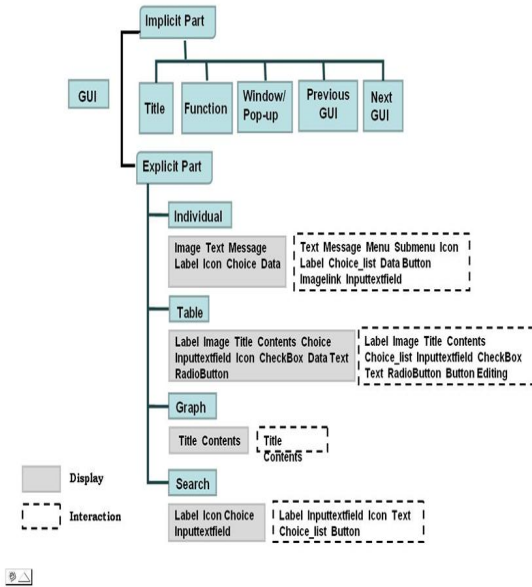 Implicit Part
GUI
Title
Function
Window/
Pop-up
Previous
GUI
Next
GUI
Explicit Part
Individual
Image Text Message
Label Icon Choice Data
Text Message Menu Submenu Icon
Label Choice_list Data Button
Imagelink Inputtextfield
Table
Label Image Title Contents Choice
Inputtextfield Icon CheckBox Data Text
RadioButton
Label Image Title Contents
Choice_list Inputtextfield CheckBox
Text RadioButton Button Editing
Graph
Title Contents
Title
Contents
Search
Label Icon Choice
Inputtextfield
Label Inputtextfield Icon Text
Choice_list Button
Display
Interaction